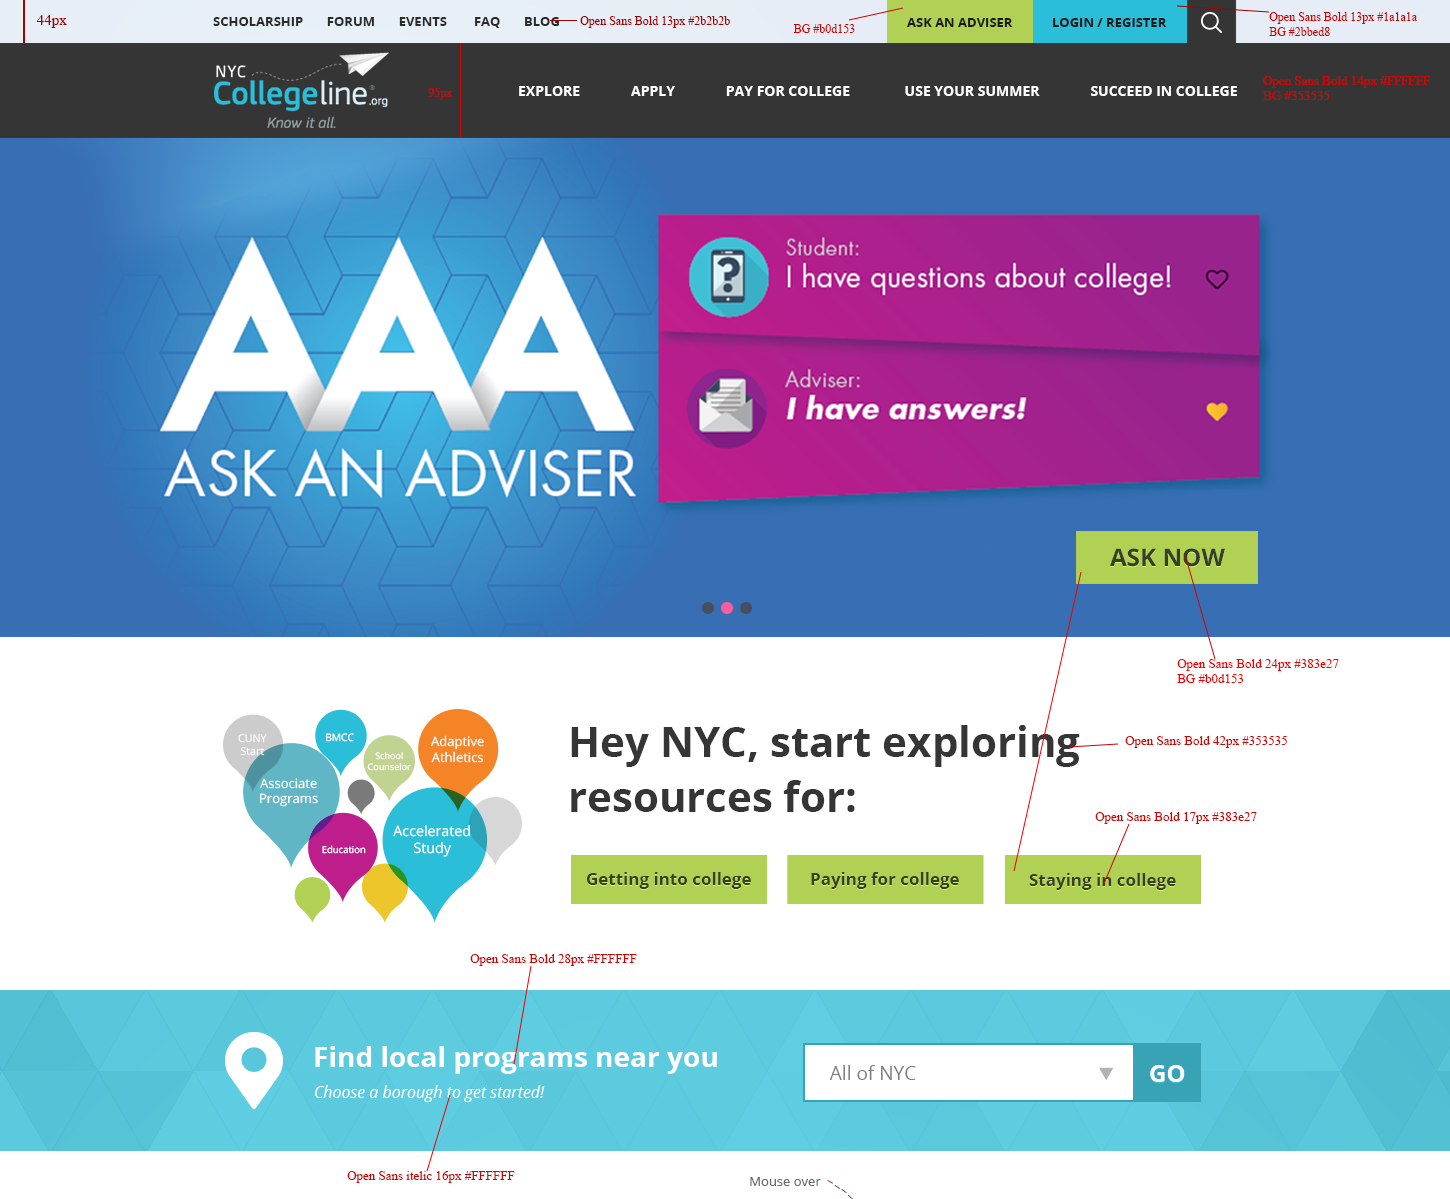 44px
SCHOLARSHIP FORUM EVENTS FAQ BLOG
Open Sans Bold 13px #2b2b2b
BG #b0d153
ASK AN ADVISER
LOGIN / REGISTER
Open Sans Bold 13px #1a1a1a
BG #2bbed8
NYC
Collegeline.org
Know it all.
95px
EXPLORE APPLY PAY FOR COLLEGE USE YOUR SUMMER SUCCEED IN COLLEGE
Open Sans Bold 14px #FFFFFF
BG #353535
AAA
ASK AN ADVISER
Student:
I have questions about college!
Adviser:
I have answers!
ASK NOW
Open Sans Bold 24px #383e27
BG #b0d153
CUNY
Start
BMCC
School
Counselor
Adaptive
Athletics
Associate
Programs
Accelerated
Study
Education
Hey NYC, start exploring
resources for:
Open Sans Bold 42px #353535
Open Sans Bold 17px #383e27
Getting into college
Paying for college
Staying in college
Open Sans Bold 28px #FFFFFF
Find local programs near you
Choose a borough to get started!
All of NYC
GO
Open Sans itelic 16px #FFFFFF
Mouse over